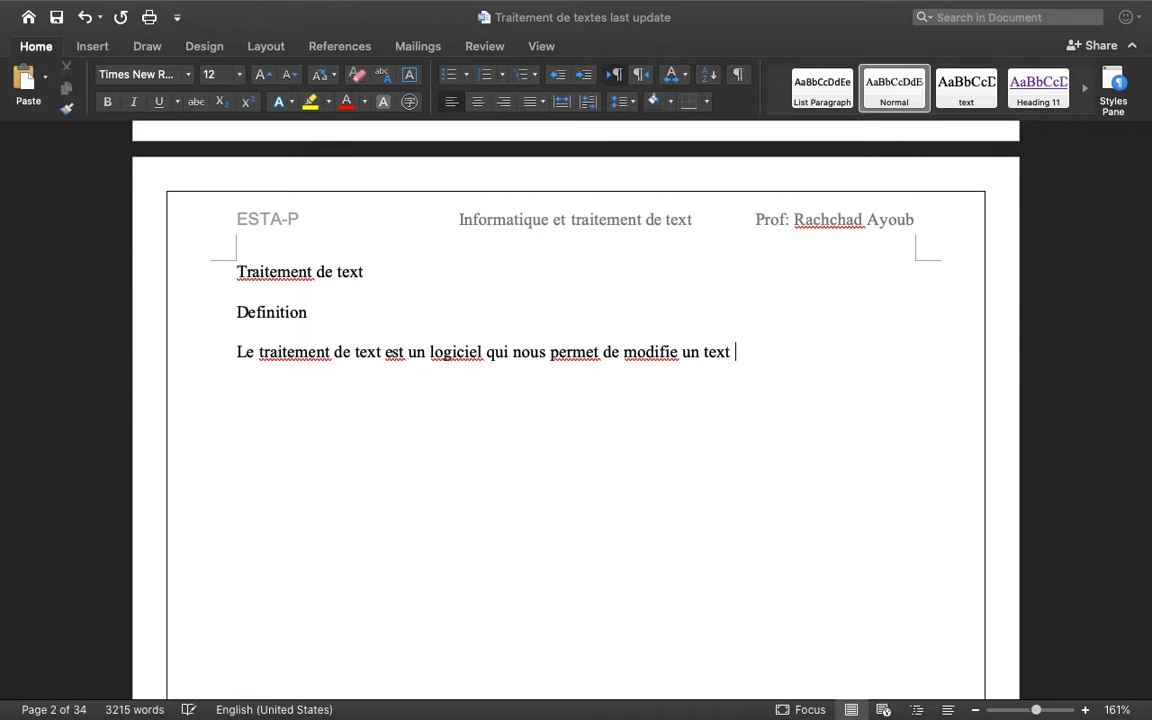 Traitement de textes last update
Search in Document
Home Insert Draw Design Layout References Mailings Review View
Share
Paste
Times New R... 12
AaBbCcDdEe AaBbCcDdE AaBbCcD AaBbCcD
List Paragraph Normal text Heading 11
Styles
Pane
ESTA-P Informatique et traitement de text Prof: Rachchad Ayoub
Traitement de text
Definition
Le traitement de text est un logiciel qui nous permet de modifie un text
Page 2 of 34 3215 words English (United States) Focus 161%